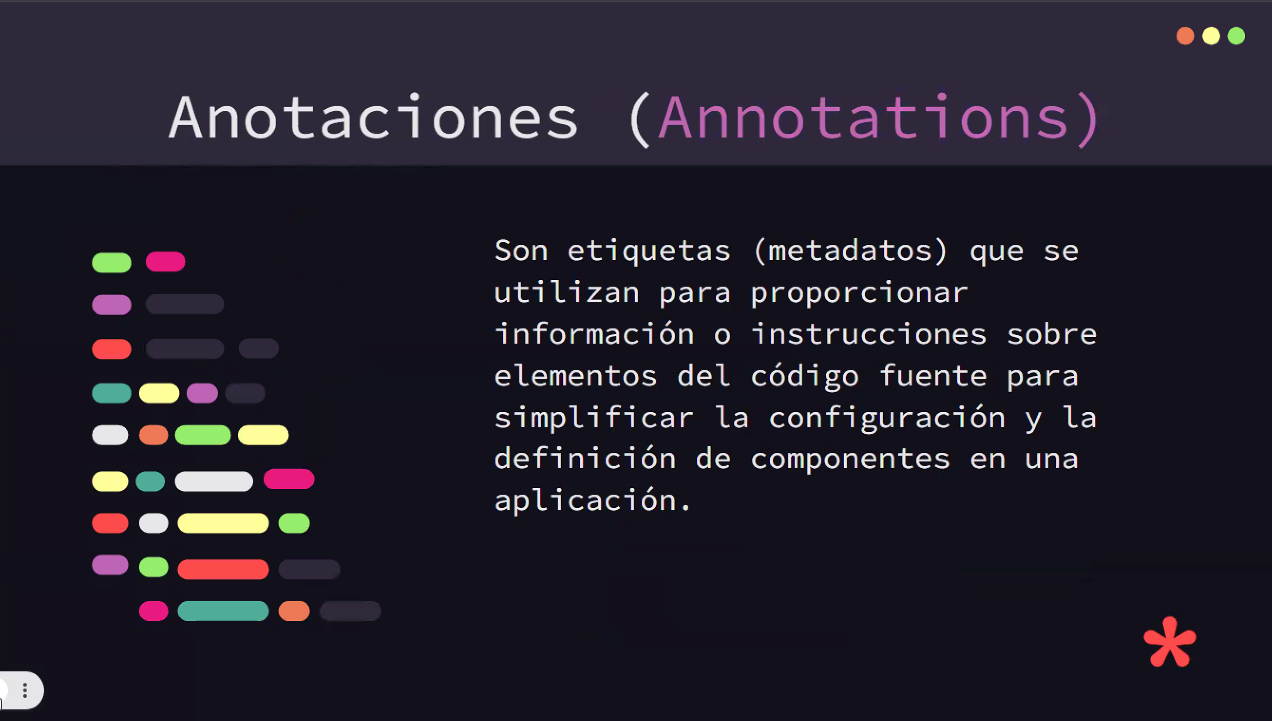 Anotaciones (Annotations)
Son etiquetas (metadatos) que se
utilizan para proporcionar
información o instrucciones sobre
elementos del código fuente para
simplificar la configuración y la
definición de componentes en una
aplicación.
*